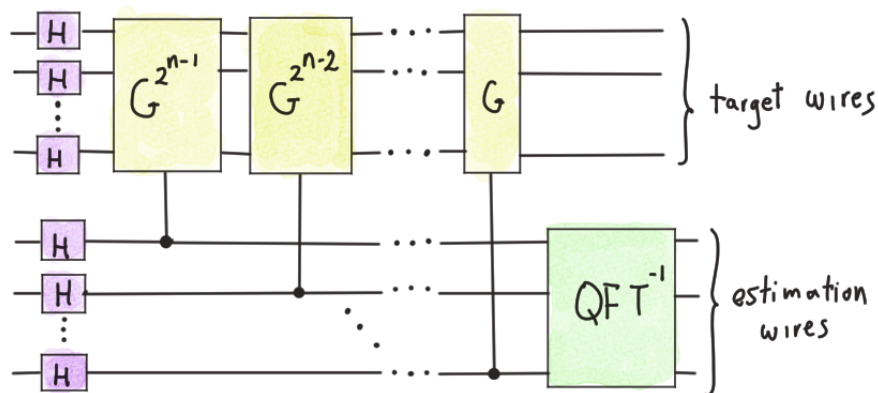 H
H
H
G^{2^{n-1}}
G^{2^{n-2}}
G
target wires
H
H
H
QFT^{-1}
estimation
wires